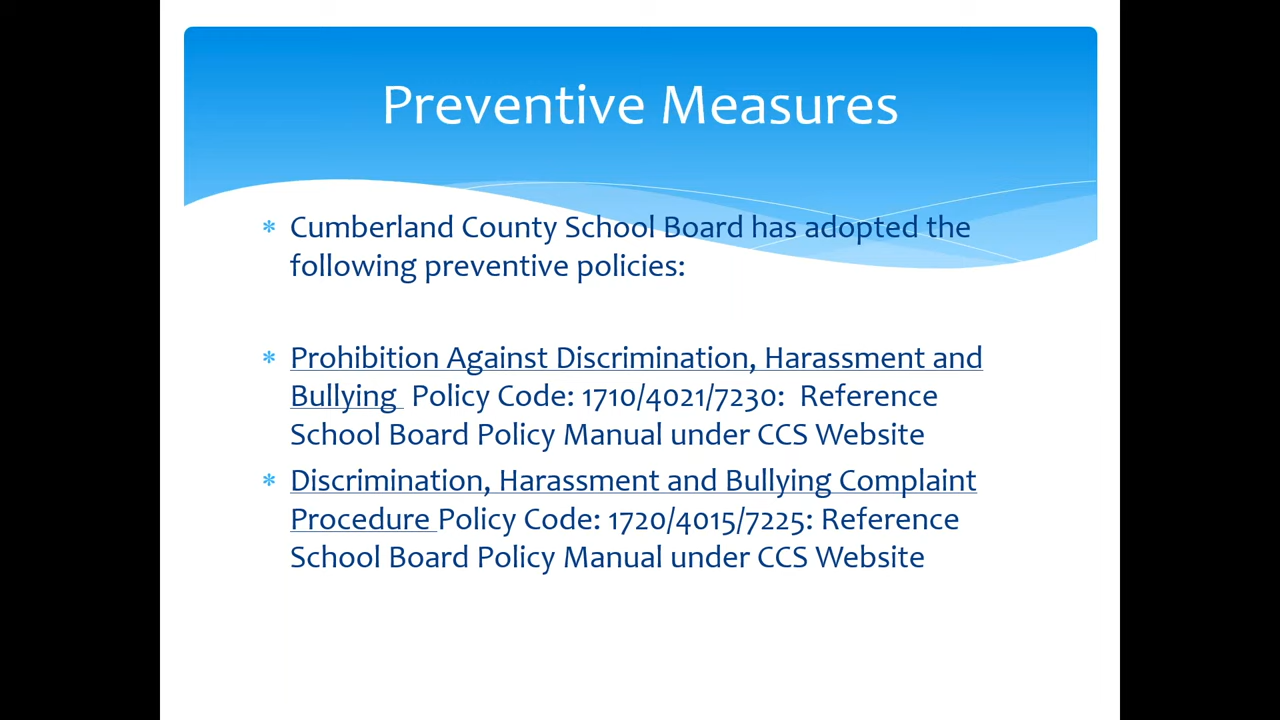 Preventive Measures
* Cumberland County School Board has adopted the
following preventive policies:
* Prohibition Against Discrimination, Harassment and
Bullying Policy Code: 1710/4021/7230: Reference
School Board Policy Manual under CCS Website
* Discrimination, Harassment and Bullying Complaint
Procedure Policy Code: 1720/4015/7225: Reference
School Board Policy Manual under CCS Website